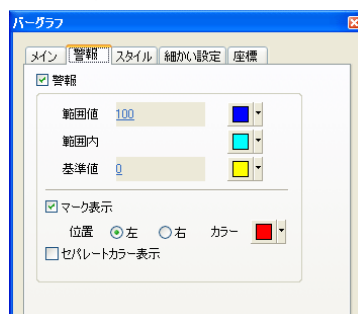 バーグラフ
メイン 警報 スタイル 細かい設定 座標
警報
範囲値 100
範囲内
基準値 0
マーク表示
位置 左 右 カラー
セパレートカラー表示